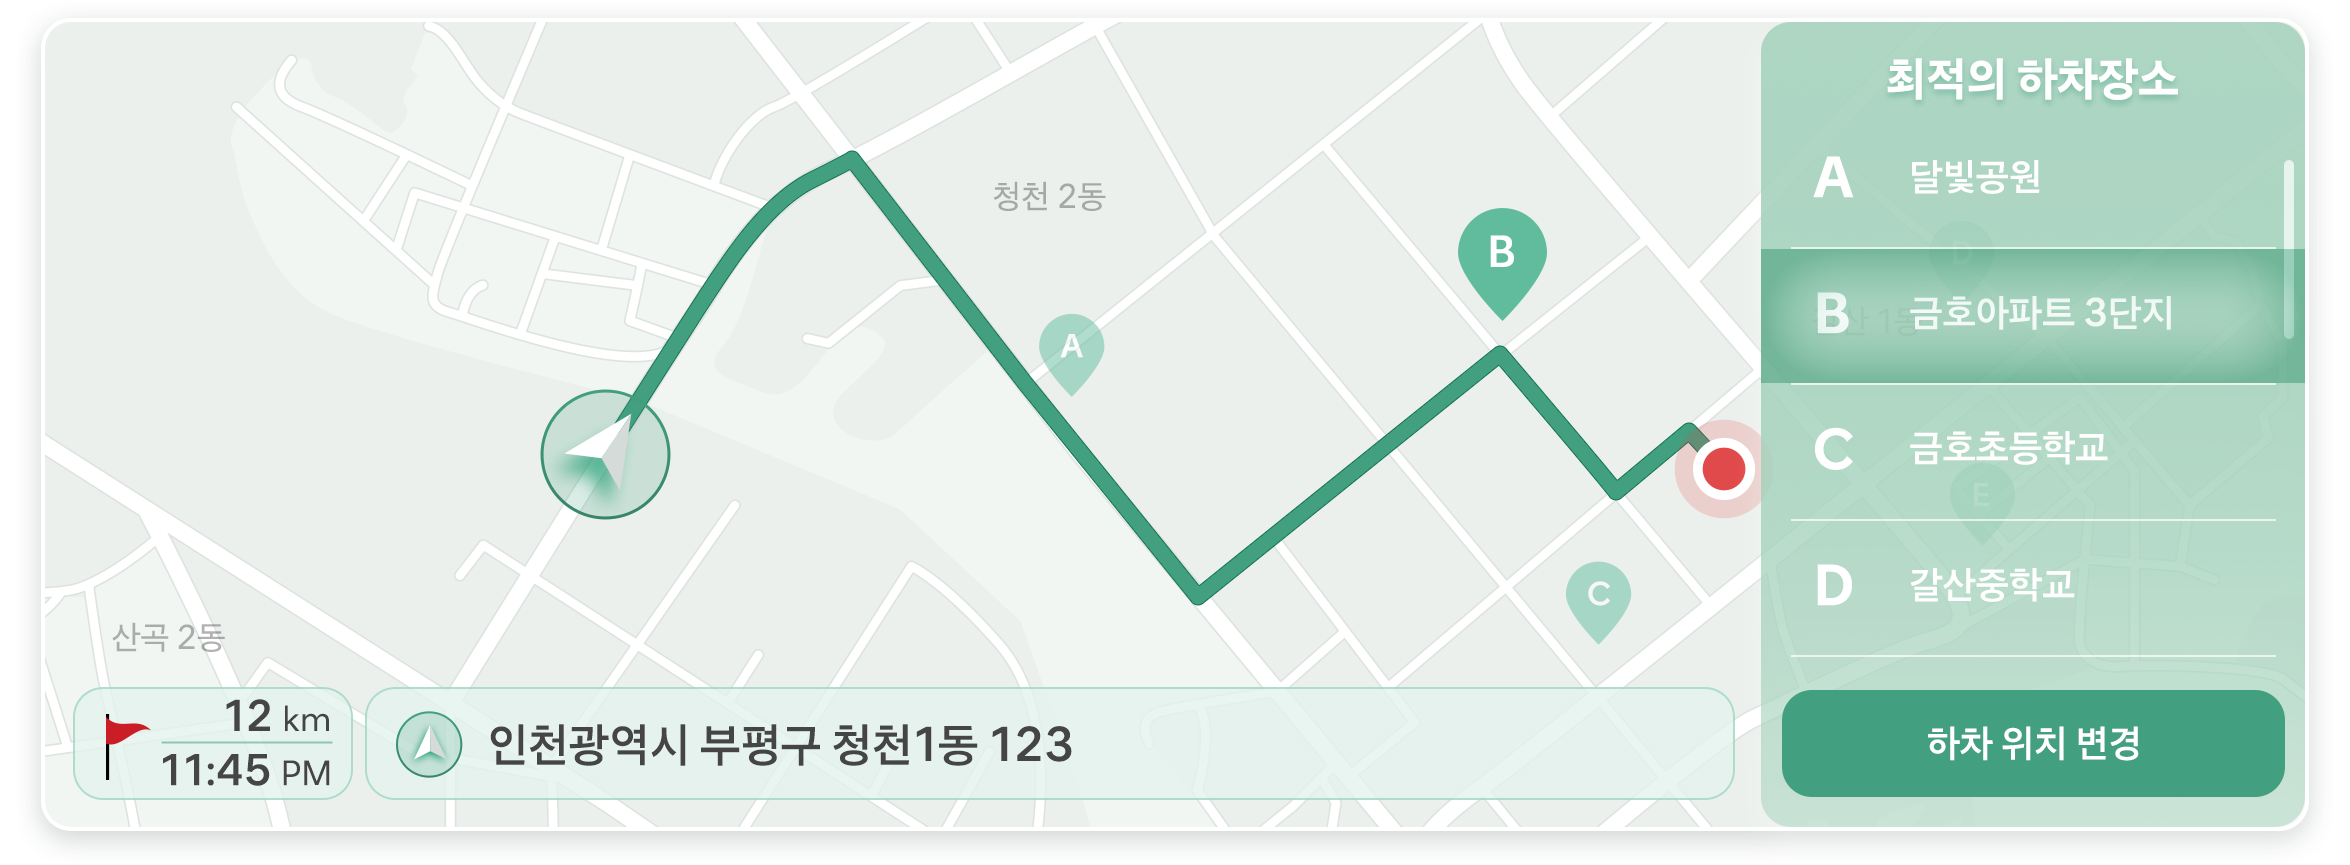 최적의 하차장소
A 달빛공원
B 금호아파트 3단지
C 금호초등학교
D 갈산중학교
하차 위치 변경
청천 2동
B
A
C
D
산 1동
E
산곡 2동
12 km
11:45 PM
인천광역시 부평구 청천1동 123